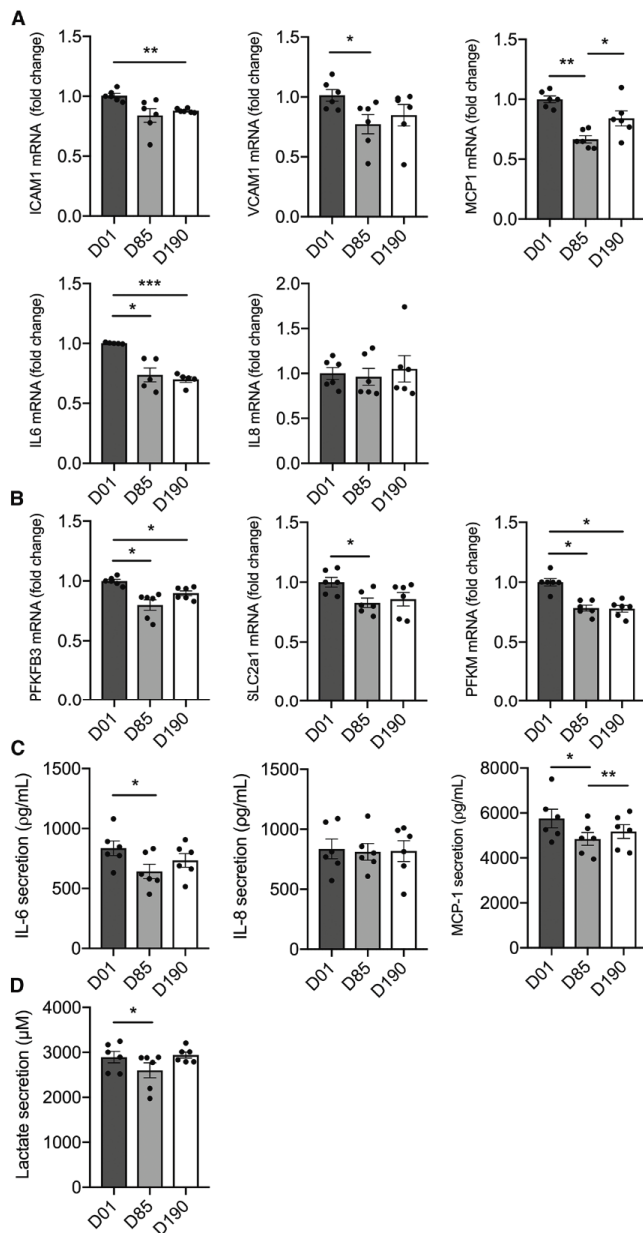 A
ICAM1 mRNA (fold change)
1.5
1.0
0.5
0.0
**
D01
D85
D190
VCAM1 mRNA (fold change)
1.5
1.0
0.5
0.0
*
D01
D85
D190
MCP1 mRNA (fold change)
1.5
1.0
0.5
0.0
**
*
D01
D85
D190
IL6 mRNA (fold change)
1.5
1.0
0.5
0.0
***
*
D01
D85
D190
IL8 mRNA (fold change)
2.0
1.5
1.0
0.5
0.0
D01
D85
D190
B
PFKFB3 mRNA (fold change)
1.5
1.0
0.5
0.0
*
*
D01
D85
D190
SLC2a1 mRNA (fold change)
1.5
1.0
0.5
0.0
*
D01
D85
D190
PFKM mRNA (fold change)
1.5
1.0
0.5
0.0
*
*
D01
D85
D190
C
IL-6 secretion (ρg/mL)
1500
1000
500
0
*
D01
D85
D190
IL-8 secretion (ρg/mL)
1500
1000
500
0
D01
D85
D190
MCP-1 secretion (ρg/mL)
8000
6000
4000
2000
0
*
**
D01
D85
D190
D
Lactate secretion (μM)
4000
3000
2000
1000
0
*
D01
D85
D190